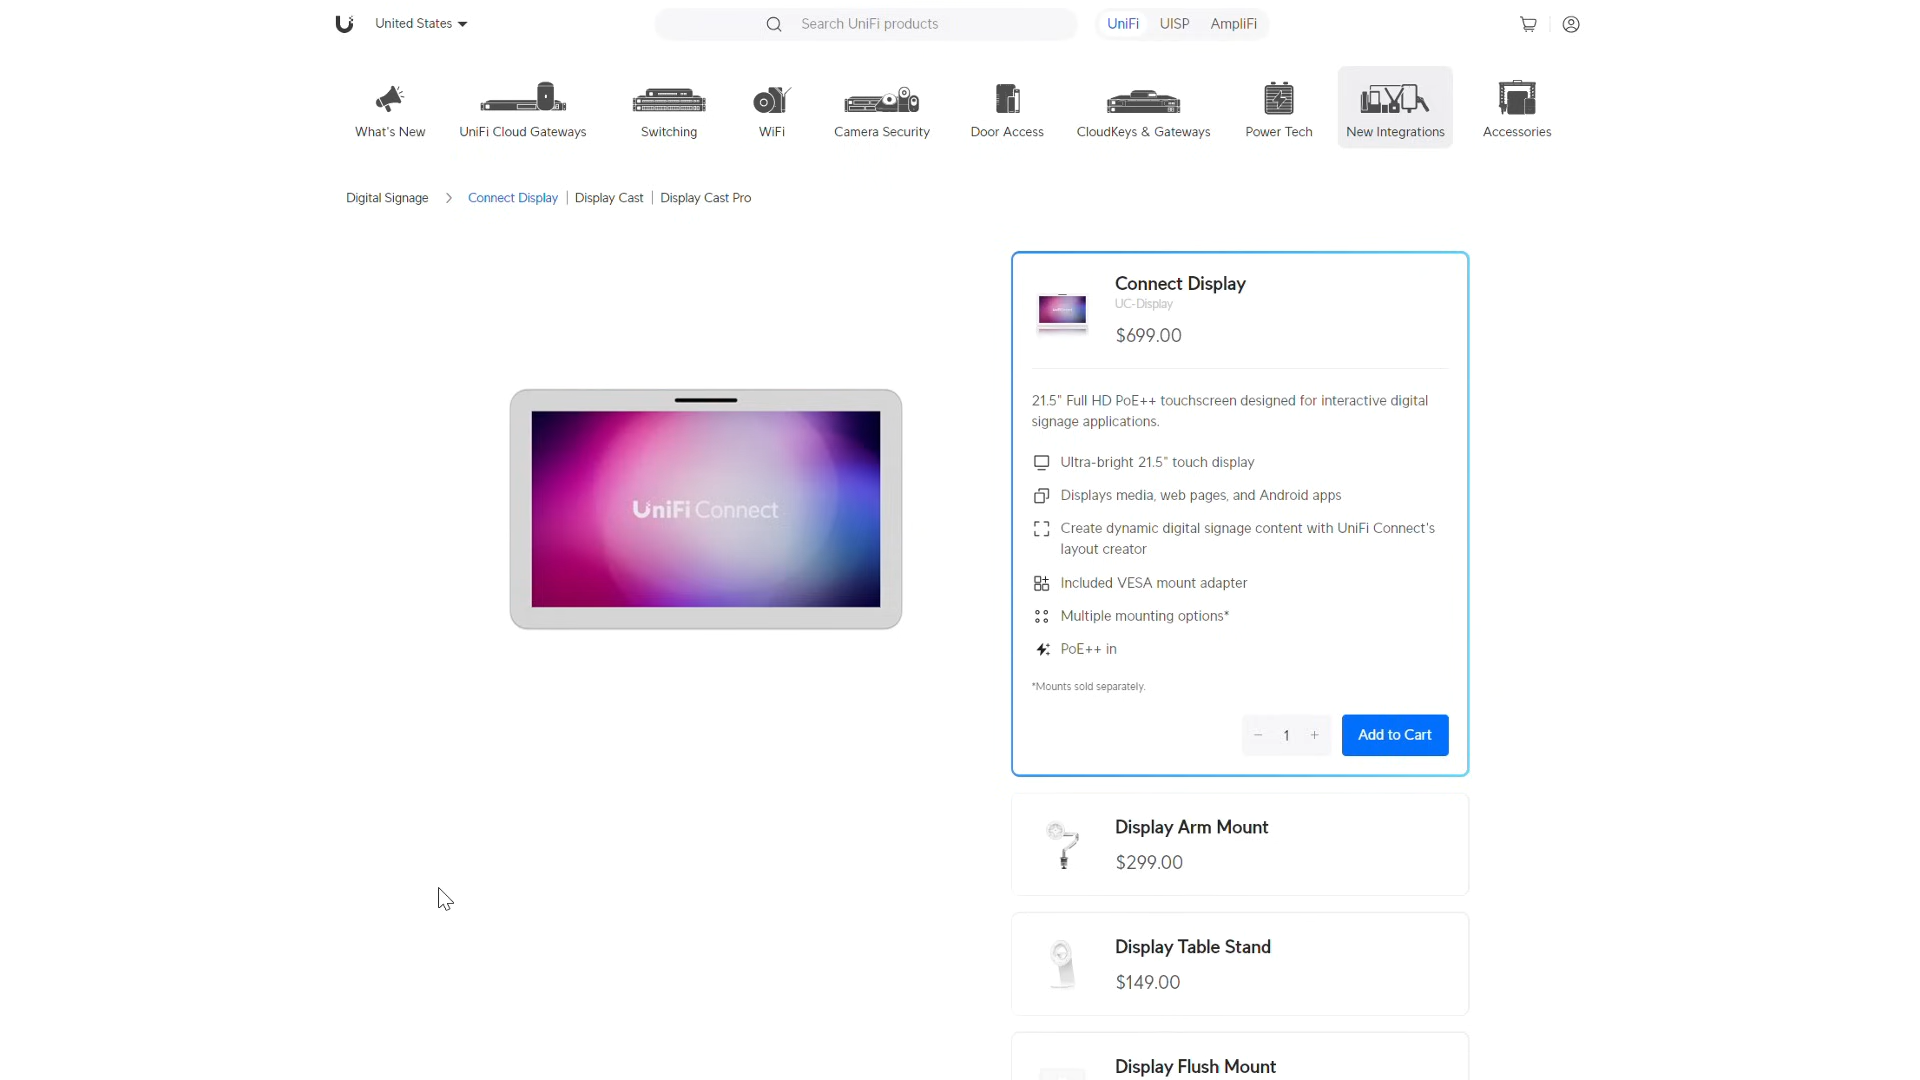 United States
Search UniFi products
UniFi UISP AmpliFi
What's New
UniFi Cloud Gateways
Switching
WiFi
Camera Security
Door Access
CloudKeys & Gateways
Power Tech
New Integrations
Accessories
Digital Signage > Connect Display | Display Cast | Display Cast Pro
UniFi Connect
Connect Display
UC-Display
$699.00
21.5" Full HD PoE++ touchscreen designed for interactive digital
signage applications.
Ultra-bright 21.5" touch display
Displays media, web pages, and Android apps
Create dynamic digital signage content with UniFi Connect's
layout creator
Included VESA mount adapter
Multiple mounting options*
PoE++ in
*Mounts sold separately.
− 1 +
Add to Cart
Display Arm Mount
$299.00
Display Table Stand
$149.00
Display Flush Mount